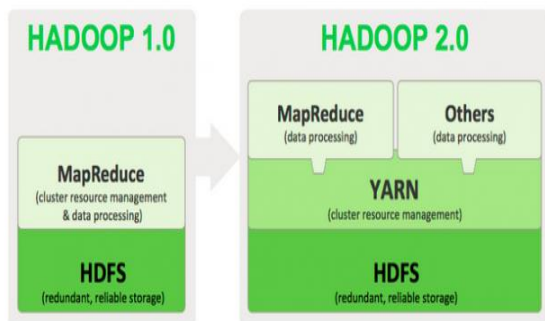 HADOOP 1.0
MapReduce
(cluster resource management
& data processing)
HDFS
(redundant, reliable storage)
HADOOP 2.0
MapReduce
(data processing)
Others
(data processing)
YARN
(cluster resource management)
HDFS
(redundant, reliable storage)